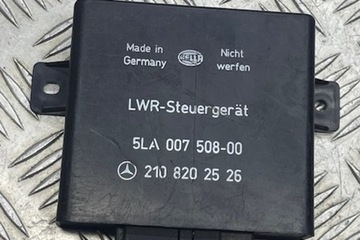 Made in Germany
HELLA
Nicht werfen
LWR-Steuergerät
5LA 007 508-00
210 820 25 26